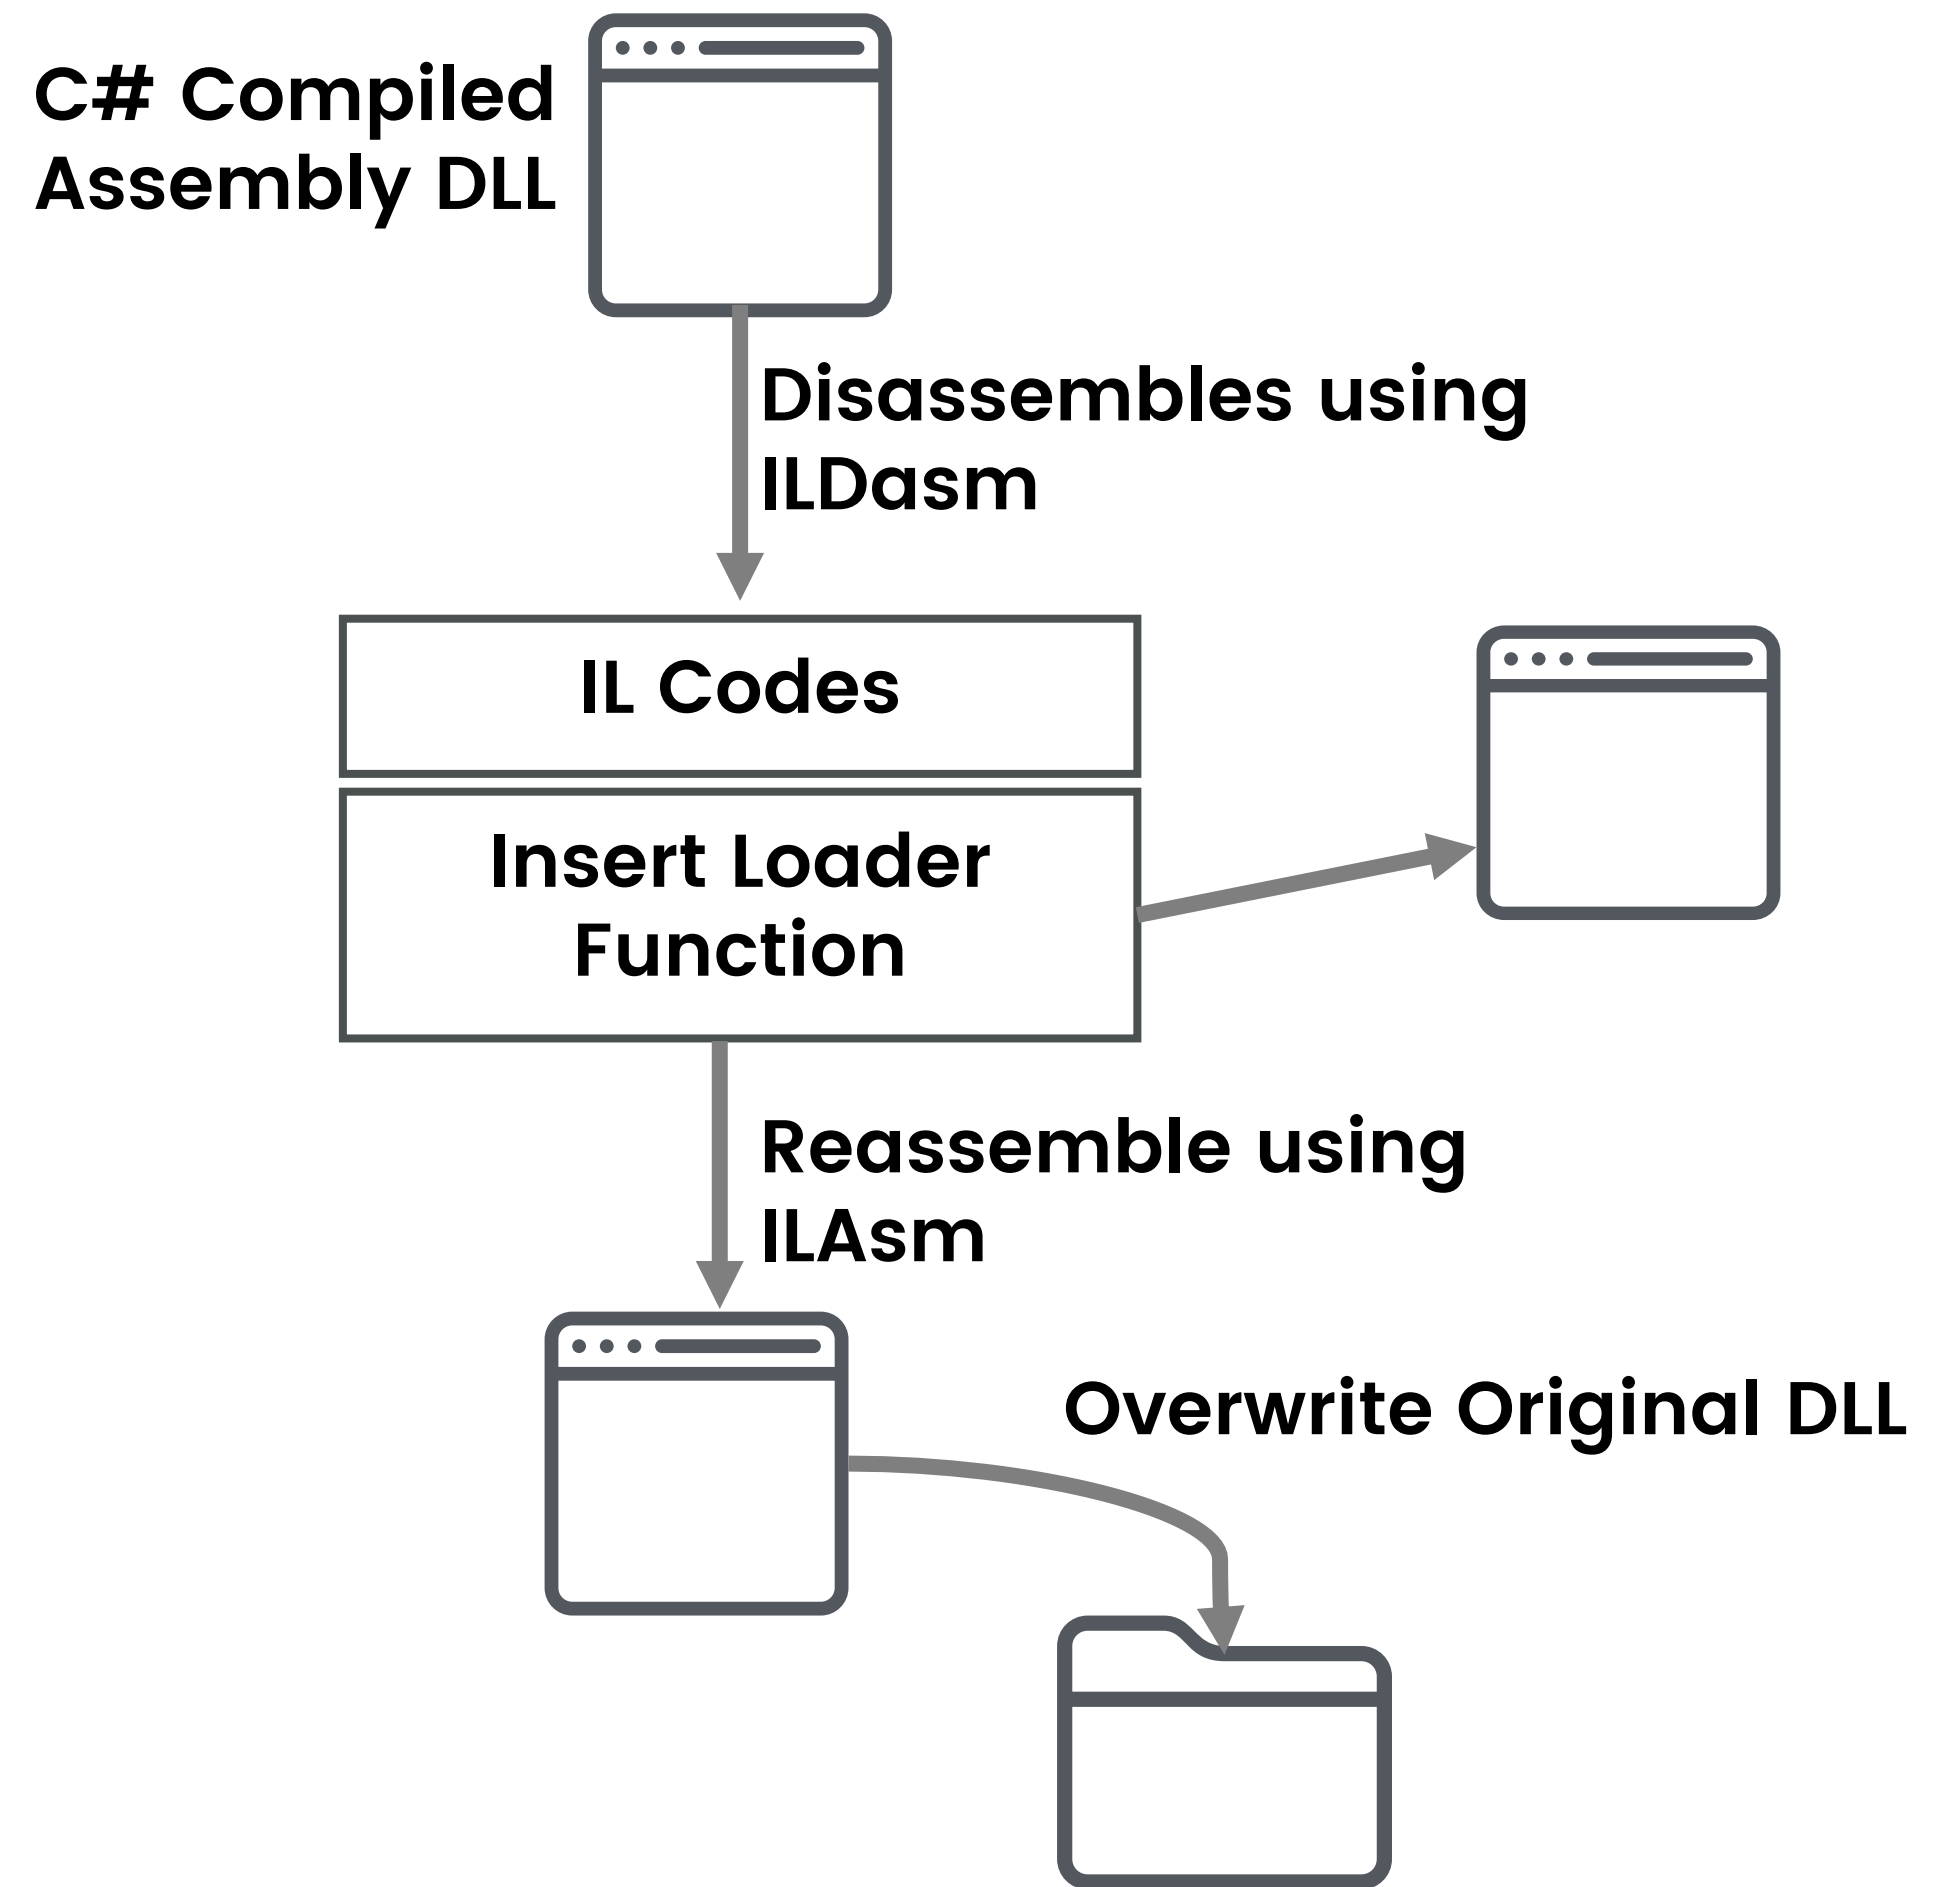 C# Compiled
Assembly DLL
Disassembles using
ILDasm
IL Codes
Insert Loader
Function
Reassemble using
ILAsm
Overwrite Original DLL